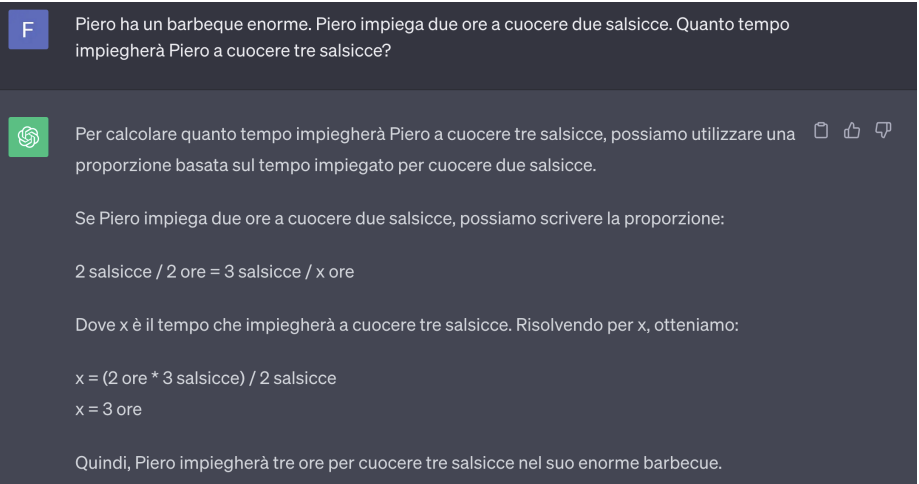 F
Piero ha un barbeque enorme. Piero impiega due ore a cuocere due salsicce. Quanto tempo
impiegherà Piero a cuocere tre salsicce?
Per calcolare quanto tempo impiegherà Piero a cuocere tre salsicce, possiamo utilizzare una
proporzione basata sul tempo impiegato per cuocere due salsicce.
Se Piero impiega due ore a cuocere due salsicce, possiamo scrivere la proporzione:
2 salsicce / 2 ore = 3 salsicce / x ore
Dove x è il tempo che impiegherà a cuocere tre salsicce. Risolvendo per x, otteniamo:
x = (2 ore * 3 salsicce) / 2 salsicce
x = 3 ore
Quindi, Piero impiegherà tre ore per cuocere tre salsicce nel suo enorme barbecue.